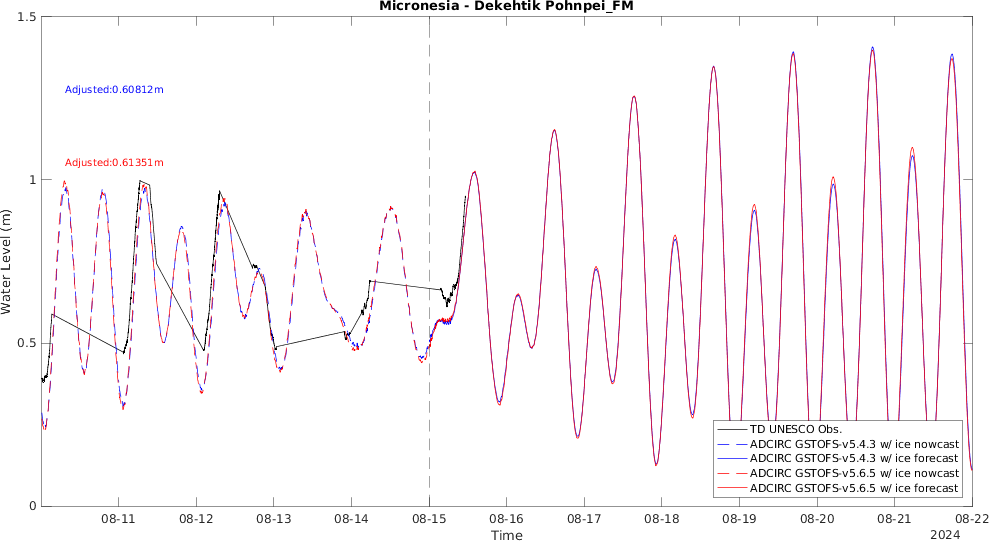 Micronesia - Dekehtik Pohnpei_FM
1.5
Adjusted:0.60812m
Adjusted:0.61351m
1
0.5
0
Water Level (m)
TD UNESCO Obs.
ADCIRC GSTOFS-v5.4.3 w/ ice nowcast
ADCIRC GSTOFS-v5.4.3 w/ ice forecast
ADCIRC GSTOFS-v5.6.5 w/ ice nowcast
ADCIRC GSTOFS-v5.6.5 w/ ice forecast
08-11 08-12 08-13 08-14 08-15 08-16 08-17 08-18 08-19 08-20 08-21 08-22
Time
2024